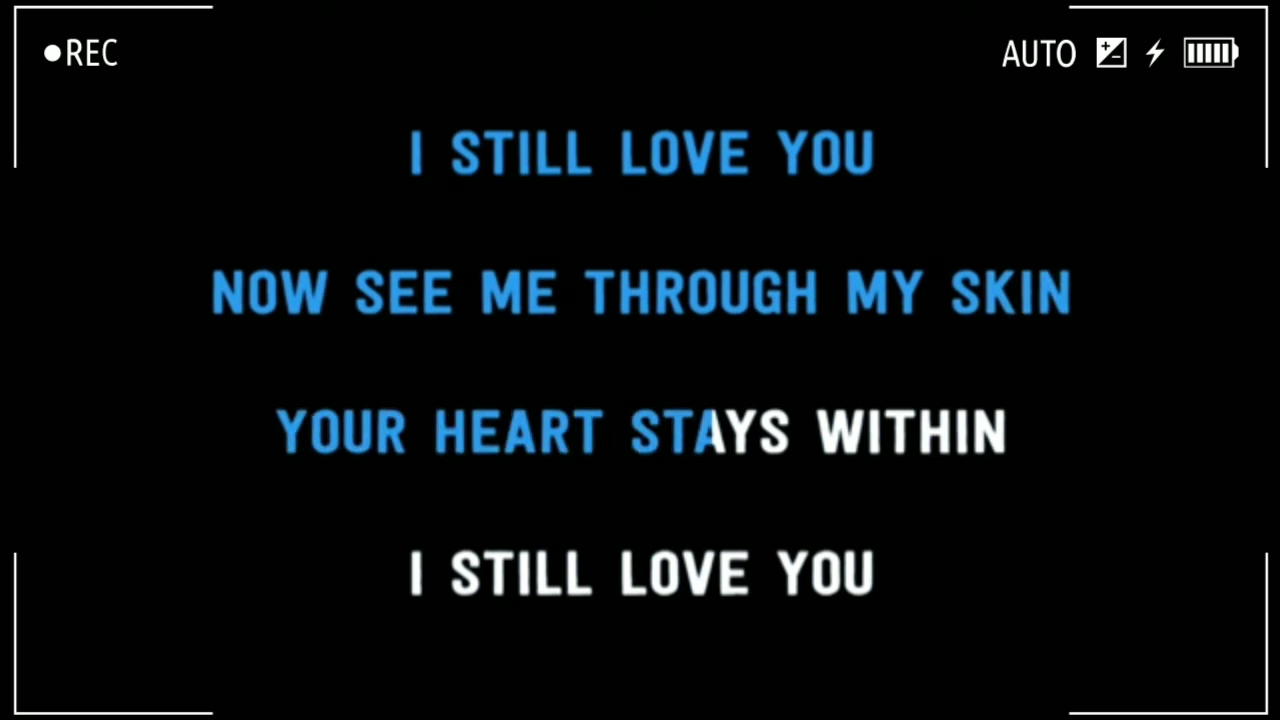 REC
AUTO
I STILL LOVE YOU
NOW SEE ME THROUGH MY SKIN
YOUR HEART STAYS WITHIN
I STILL LOVE YOU